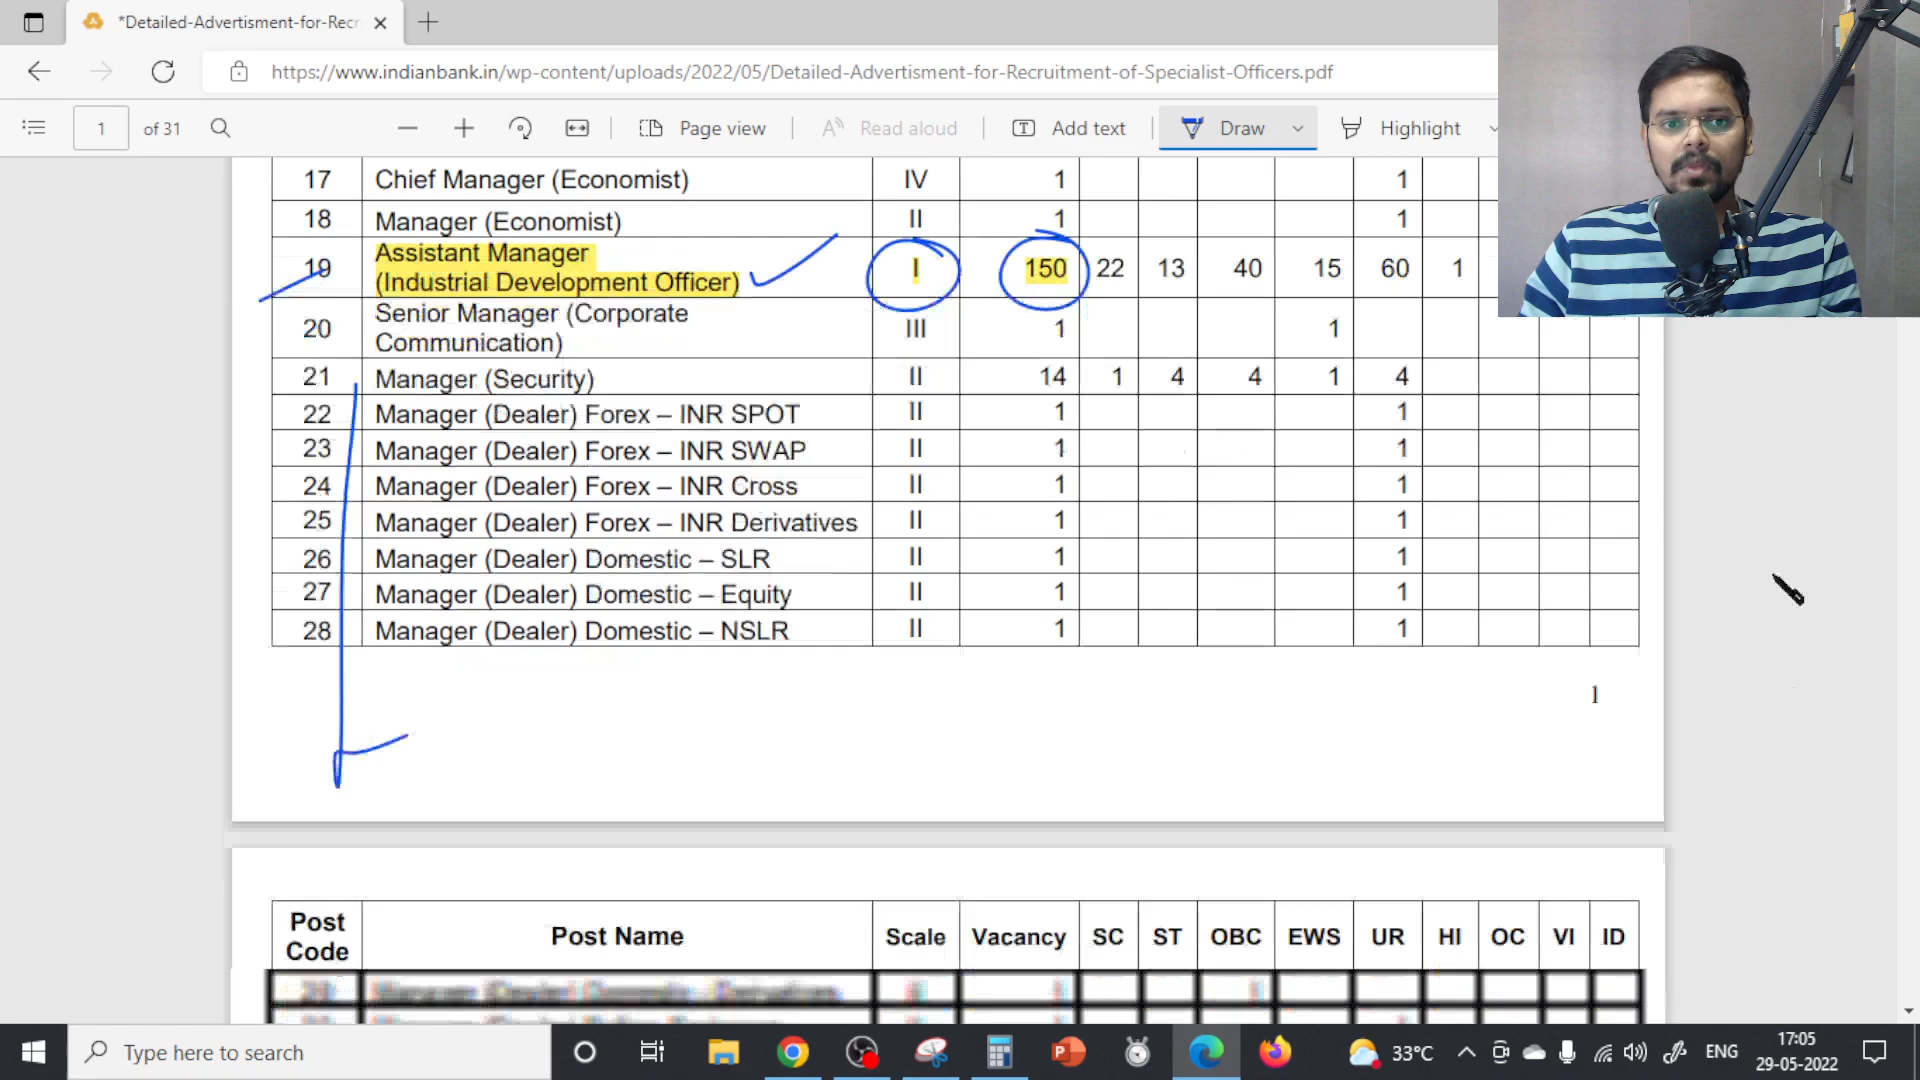 *Detailed-Advertisment-for-Recr
https://www.indianbank.in/wp-content/uploads/2022/05/Detailed-Advertisment-for-Recruitment-of-Specialist-Officers.pdf
1 of 31 Page view Read aloud Add text Draw Highlight
17 Chief Manager (Economist) IV 1 1
18 Manager (Economist) II 1 1
19 Assistant Manager (Industrial Development Officer) I 150 22 13 40 15 60 1
20 Senior Manager (Corporate Communication) III 1 1
21 Manager (Security) II 14 1 4 4 1 4
22 Manager (Dealer) Forex – INR SPOT II 1 1
23 Manager (Dealer) Forex – INR SWAP II 1 1
24 Manager (Dealer) Forex – INR Cross II 1 1
25 Manager (Dealer) Forex – INR Derivatives II 1 1
26 Manager (Dealer) Domestic – SLR II 1 1
27 Manager (Dealer) Domestic – Equity II 1 1
28 Manager (Dealer) Domestic – NSLR II 1 1
1
Post Code Post Name Scale Vacancy SC ST OBC EWS UR HI OC VI ID
Type here to search
33°C ENG 17:05
29-05-2022